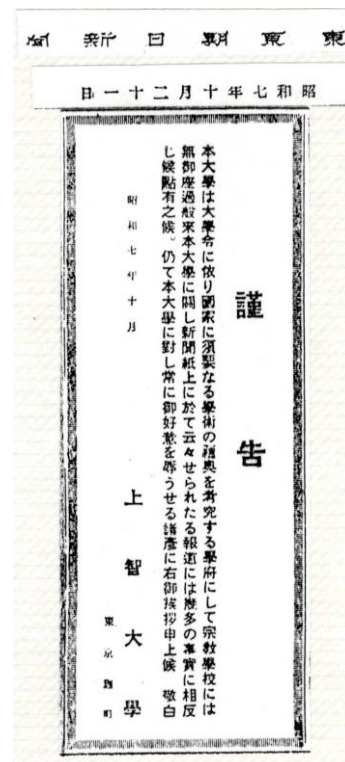 聞新日朝京東
昭和七年十月二十一日
謹告
本大學は大學令に依り國家に須要なる學術の蘊奥を攷究する學府にして宗教學校には
無御座過般來本大學に關し新聞紙上に於て云々せられたる報道には幾多の事實に相反
じ候點有之候。仍て本大學に對し常に御好意を辱うせる諸彦に右御挨拶申上候 敬白
昭和七年十月
上智大學
東京麹町